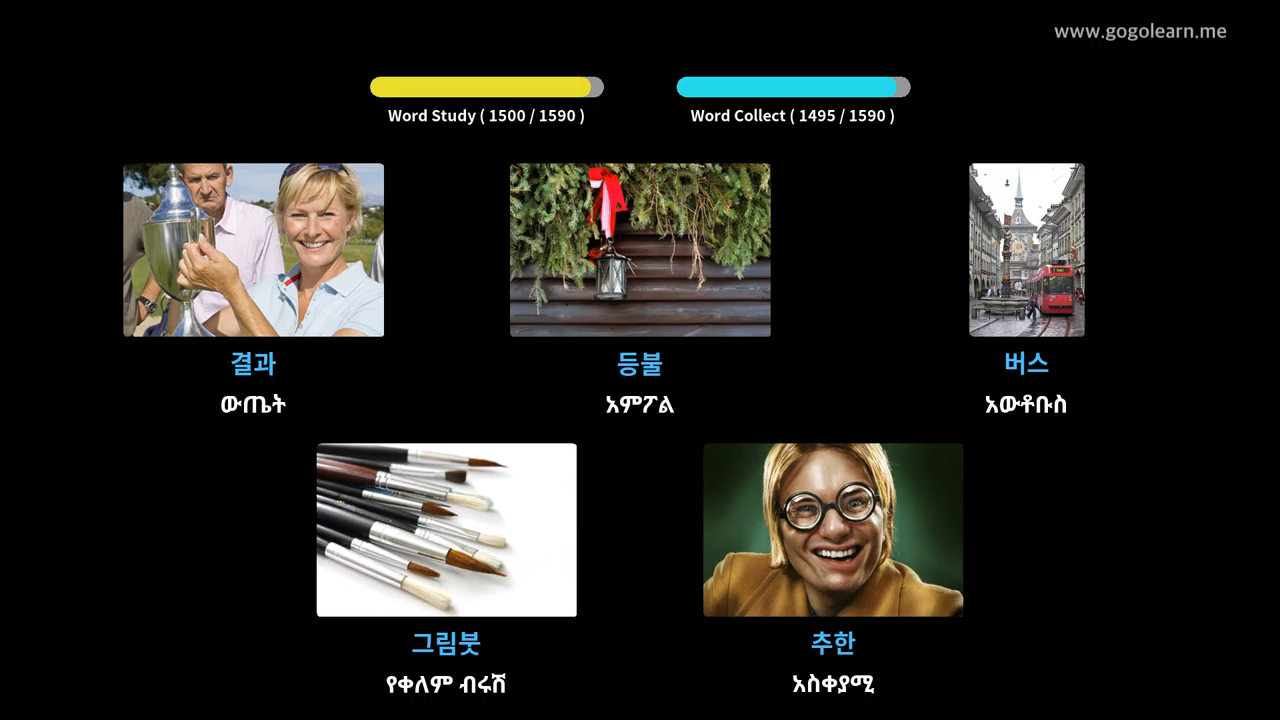 www.gogolearn.me
Word Study ( 1500 / 1590 )
Word Collect ( 1495 / 1590 )
결과
등불
버스
ውጤት
አምፖል
አውቶቡስ
그림붓
추한
የቀለም ብሩሽ
አስቀያሚ